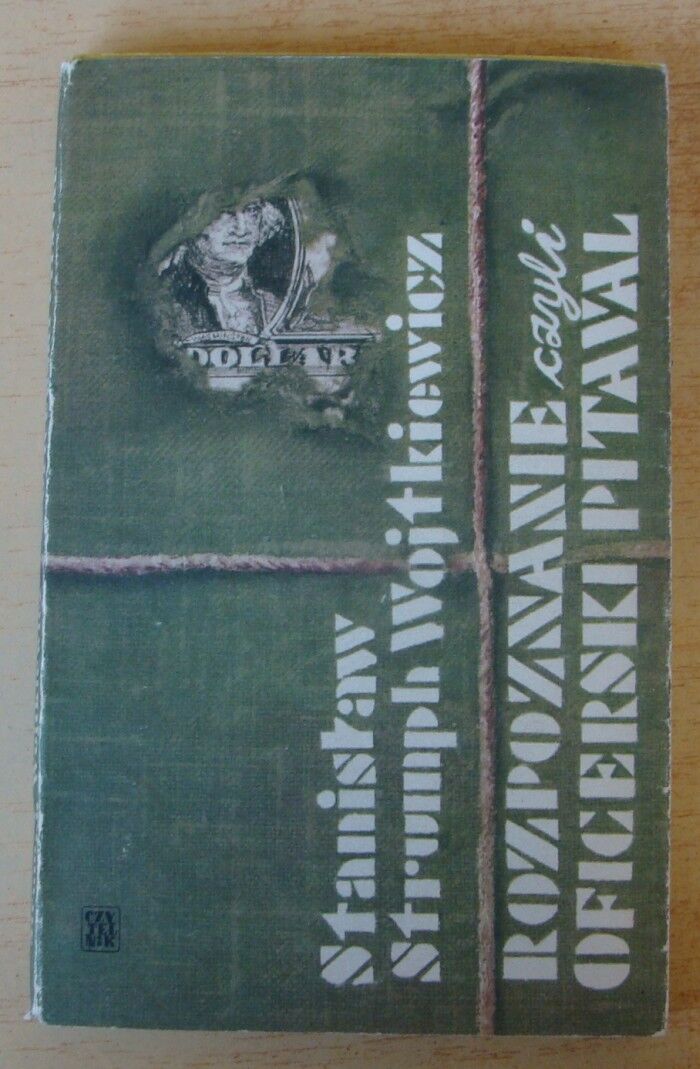 Stanisław
Strumph Wojtkiewicz
ROZPOZNANIE czyli
OFICERSKI PITAVAL
DOLLAR
CZY
TEL
NIK